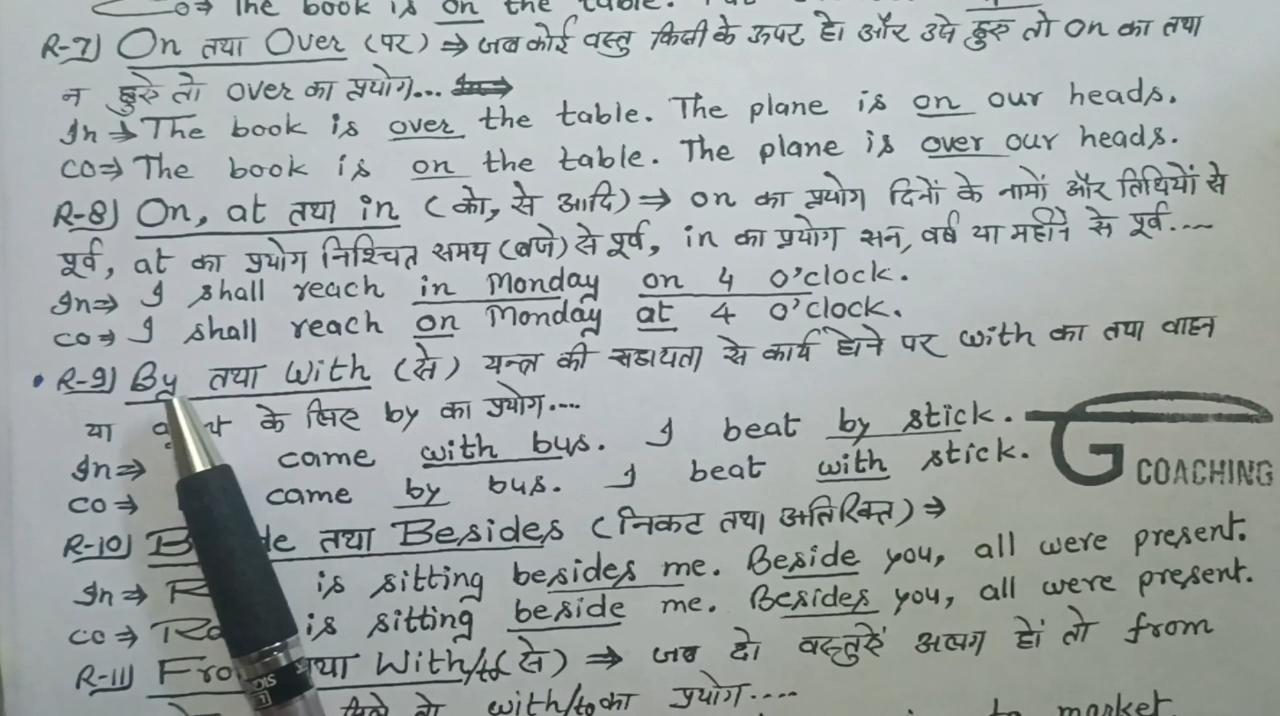 CO⇒ The book is on the table.
R-7) On तथा Over (पर) ⇒ जब कोई वस्तु किसी के ऊपर हो और उसे छुए तो on का तथा
न छुए तो over का प्रयोग...
In → The book is over the table. The plane is on our heads.
CO⇒ The book is on the table. The plane is over our heads.
R-8) On, at तथा in (को, से आदि) ⇒ on का प्रयोग दिनों के नामों और तिथियों से
पूर्व, at का प्रयोग निश्चित समय (बजे) से पूर्व, in का प्रयोग सन, वर्ष या महीने से पूर्व....
In⇒ I shall reach in Monday on 4 o'clock.
CO⇒ I shall reach on Monday at 4 o'clock.
• R-9) By तथा With (से) यन्त्र की सहायता से कार्य होने पर with का तथा वाहन
या के लिए by का प्रयोग....
In⇒ came with bus. I beat by stick.
CO⇒ came by bus. I beat with stick.
G COACHING
R-10) तथा Besides (निकट तथा अतिरिक्त) ⇒
In⇒ is sitting besides me. Beside you, all were present.
CO⇒ is sitting beside me. Besides you, all were present.
R-11) तथा With/to (से) ⇒ जब दो वस्तुएँ अलग हों तो from
मिले तो with/to का प्रयोग....
to market